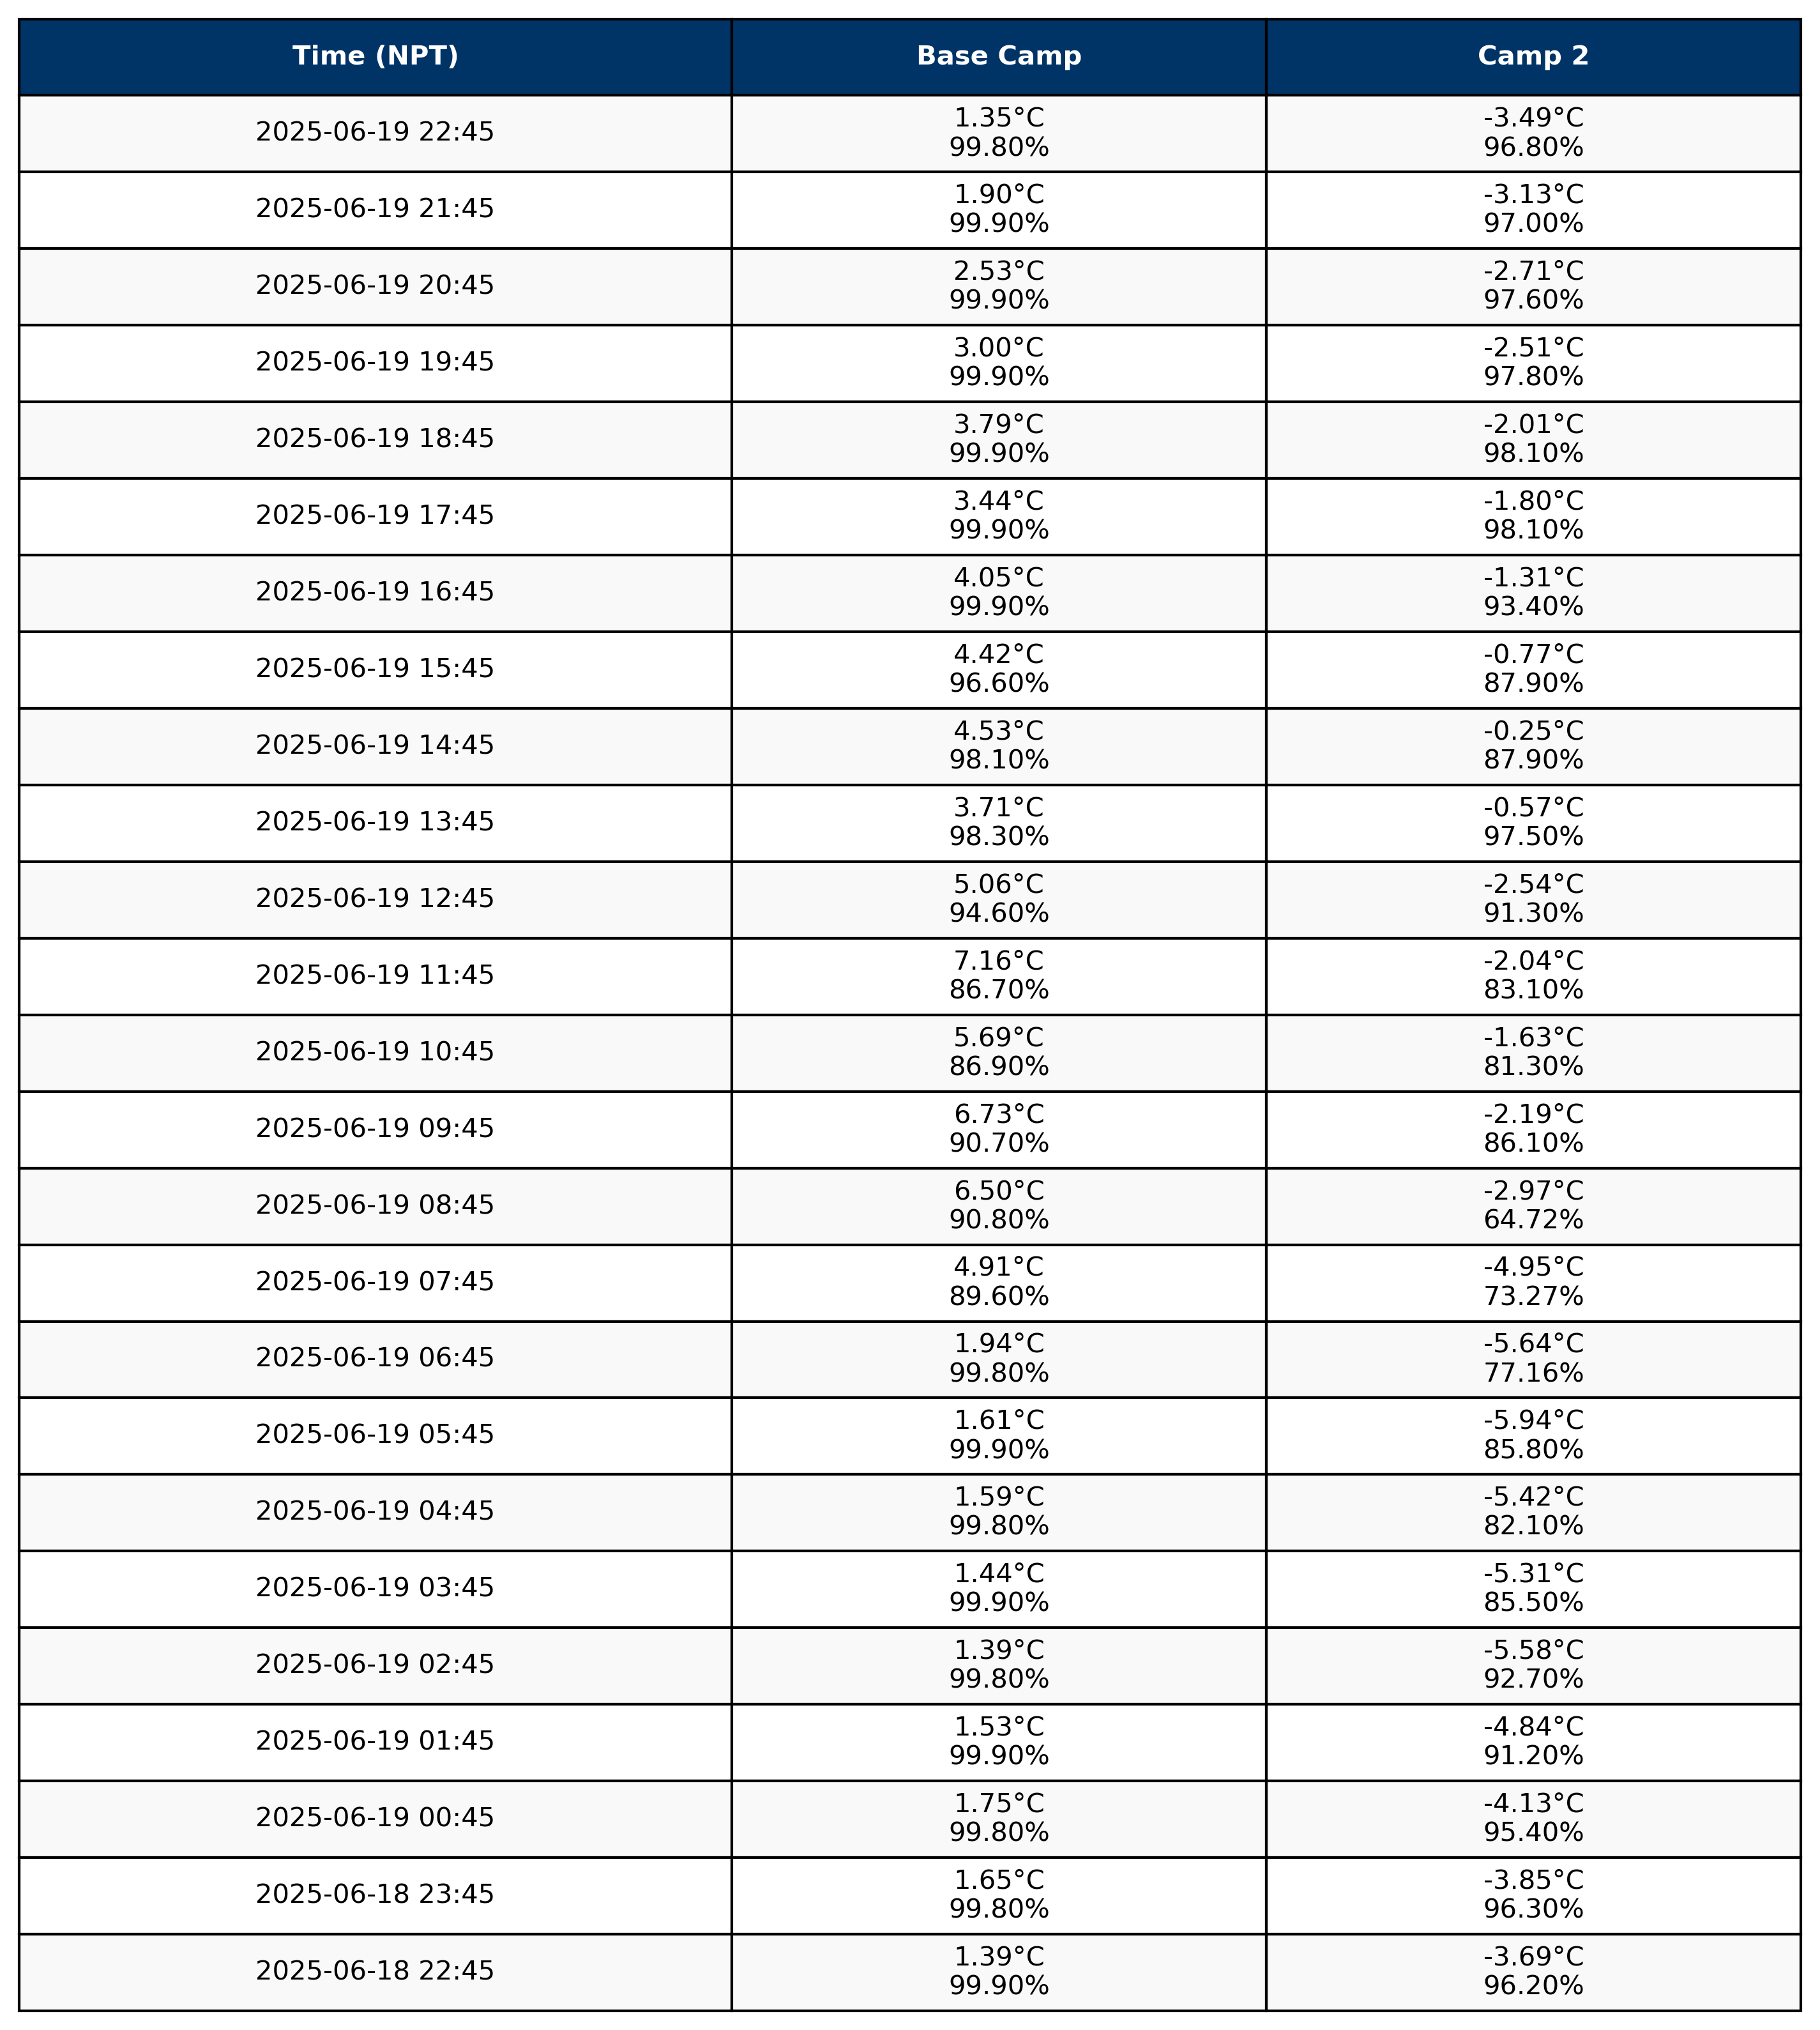 Time (NPT) Base Camp Camp 2
2025-06-19 22:45 1.35°C -3.49°C
99.80% 96.80%
2025-06-19 21:45 1.90°C -3.13°C
99.90% 97.00%
2025-06-19 20:45 2.53°C -2.71°C
99.90% 97.60%
2025-06-19 19:45 3.00°C -2.51°C
99.90% 97.80%
2025-06-19 18:45 3.79°C -2.01°C
99.90% 98.10%
2025-06-19 17:45 3.44°C -1.80°C
99.90% 98.10%
2025-06-19 16:45 4.05°C -1.31°C
99.90% 93.40%
2025-06-19 15:45 4.42°C -0.77°C
96.60% 87.90%
2025-06-19 14:45 4.53°C -0.25°C
98.10% 87.90%
2025-06-19 13:45 3.71°C -0.57°C
98.30% 97.50%
2025-06-19 12:45 5.06°C -2.54°C
94.60% 91.30%
2025-06-19 11:45 7.16°C -2.04°C
86.70% 83.10%
2025-06-19 10:45 5.69°C -1.63°C
86.90% 81.30%
2025-06-19 09:45 6.73°C -2.19°C
90.70% 86.10%
2025-06-19 08:45 6.50°C -2.97°C
90.80% 64.72%
2025-06-19 07:45 4.91°C -4.95°C
89.60% 73.27%
2025-06-19 06:45 1.94°C -5.64°C
99.80% 77.16%
2025-06-19 05:45 1.61°C -5.94°C
99.90% 85.80%
2025-06-19 04:45 1.59°C -5.42°C
99.80% 82.10%
2025-06-19 03:45 1.44°C -5.31°C
99.90% 85.50%
2025-06-19 02:45 1.39°C -5.58°C
99.80% 92.70%
2025-06-19 01:45 1.53°C -4.84°C
99.90% 91.20%
2025-06-19 00:45 1.75°C -4.13°C
99.80% 95.40%
2025-06-18 23:45 1.65°C -3.85°C
99.80% 96.30%
2025-06-18 22:45 1.39°C -3.69°C
99.90% 96.20%